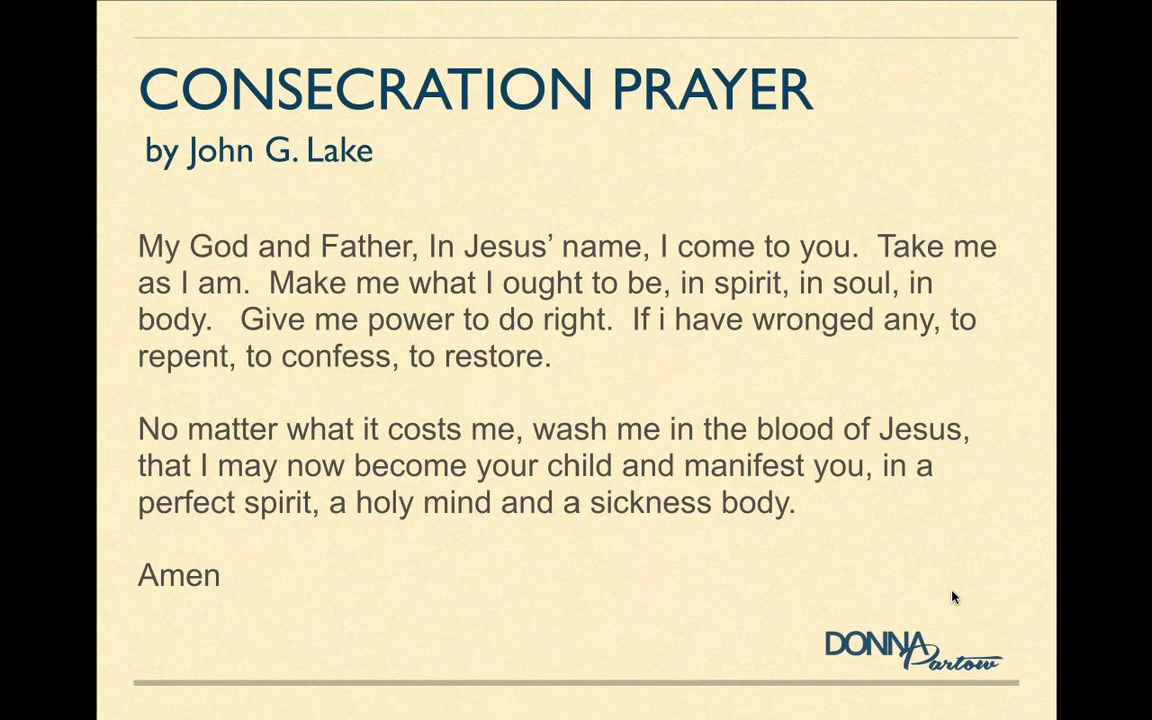 CONSECRATION PRAYER
by John G. Lake
My God and Father, In Jesus’ name, I come to you.  Take me
as I am.  Make me what I ought to be, in spirit, in soul, in
body.   Give me power to do right.  If i have wronged any, to
repent, to confess, to restore.
No matter what it costs me, wash me in the blood of Jesus,
that I may now become your child and manifest you, in a
perfect spirit, a holy mind and a sickness body.
Amen
DONNA
Partow